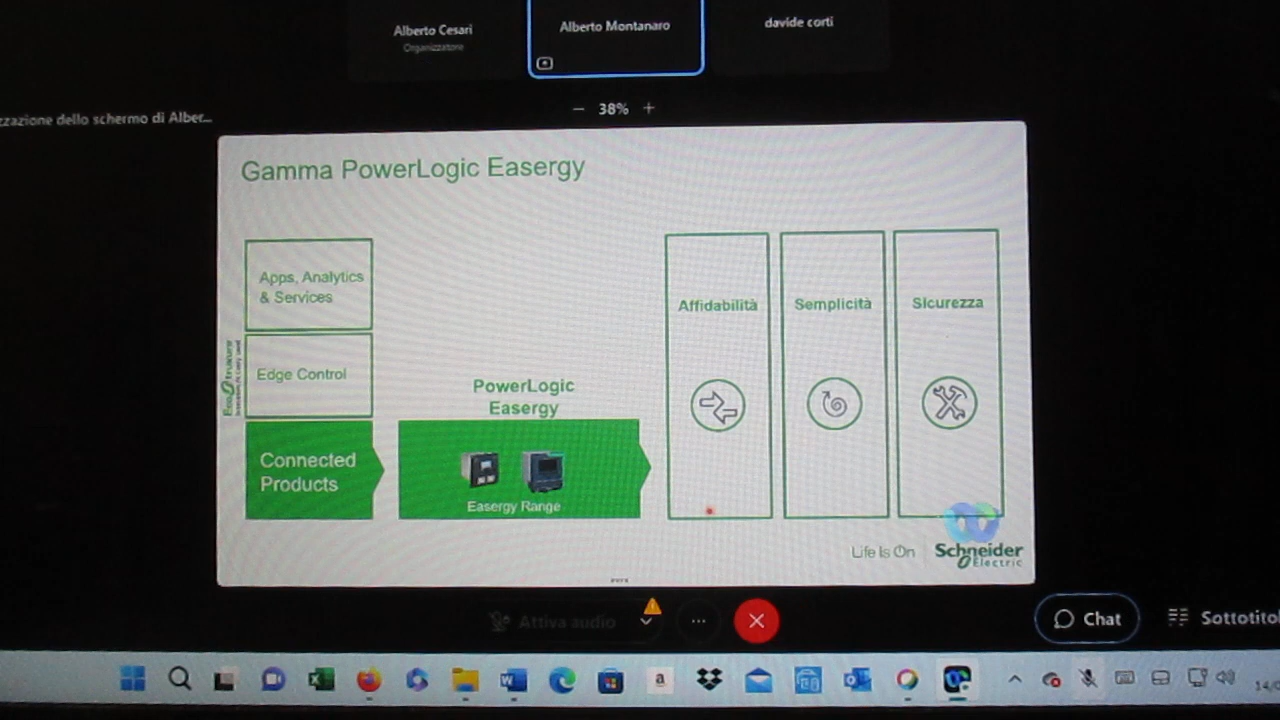 Alberto Cesari
Organizzatore
Alberto Montanaro
davide corti
zzazione dello schermo di Alber...
38%
Gamma PowerLogic Easergy
Apps, Analytics
& Services
Edge Control
Connected
Products
PowerLogic
Easergy
Easergy Range
Affidabilità
Semplicità
Sicurezza
Life Is On
Schneider
Electric
Attiva audio
Chat
Sottotitol
14/0